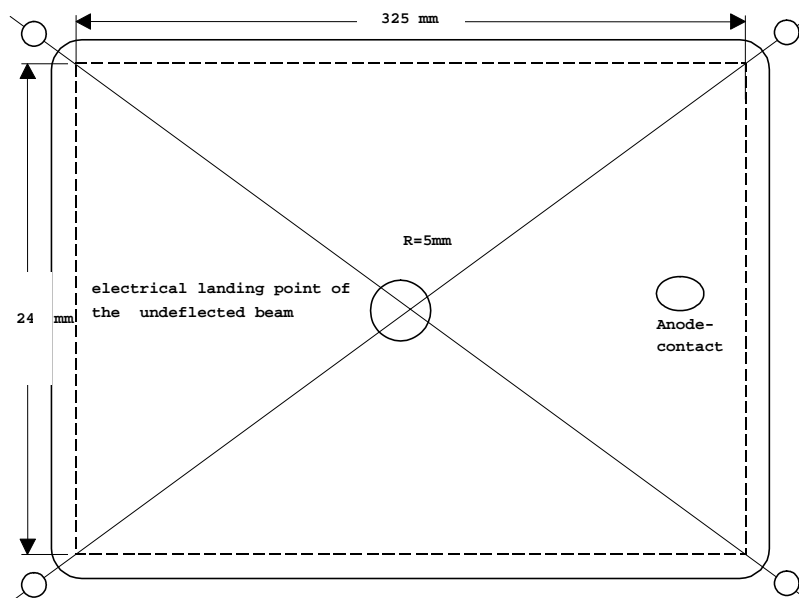 325 mm
R=5mm
electrical landing point of
the undeflected beam
24 mm
Anode-
contact